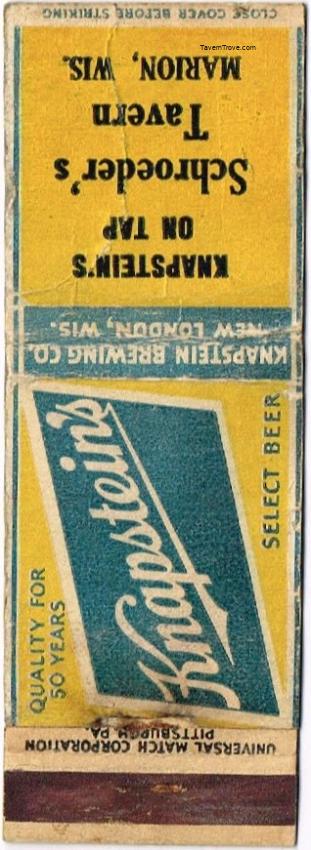 TavernTrove.com
CLOSE COVER BEFORE STRIKING
KNAPSTEIN'S
ON TAP
Schroeder's
Tavern
MARION, WIS.
KNAPSTEIN BREWING CO.
NEW LONDON, WIS.
QUALITY FOR
50 YEARS
Knapstein's
SELECT BEER
UNIVERSAL MATCH CORPORATION
PITTSBURGH PA.